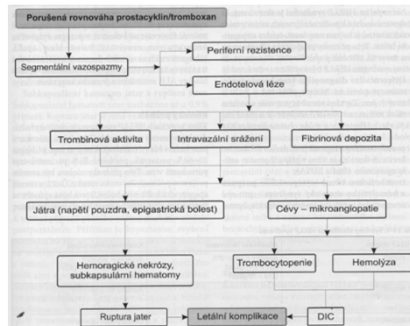 Porušená rovnováha prostacyklin/tromboxan
Periferní rezistence
Segmentální vazospazmy
Endotelová léze
Trombinová aktivita
Intravazální srážení
Fibrinová depozita
Játra (napětí pouzdra, epigastrická bolest)
Cévy – mikroangiopatie
Hemoragické nekrózy,
subkapsulární hematomy
Trombocytopenie
Hemolýza
Ruptura jater
Letální komplikace
DIC